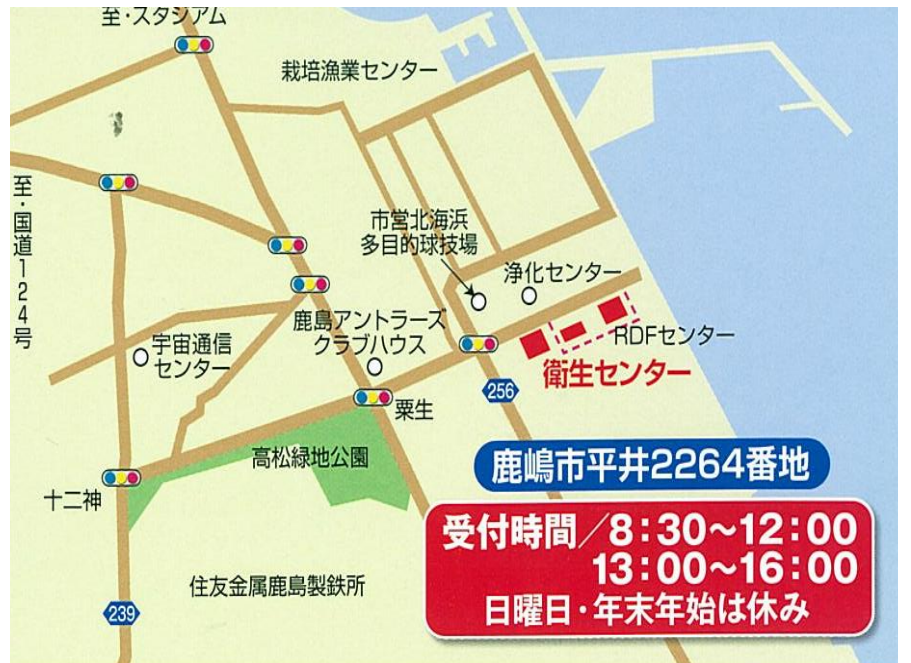 至・スタジアム
栽培漁業センター
至・国道124号
市営北海浜
多目的球技場
浄化センター
鹿島アントラーズ
クラブハウス
宇宙通信
センター
RDFセンター
衛生センター
256
粟生
高松緑地公園
十二神
鹿嶋市平井2264番地
受付時間/8:30~12:00
13:00~16:00
日曜日・年末年始は休み
住友金属鹿島製鉄所
239